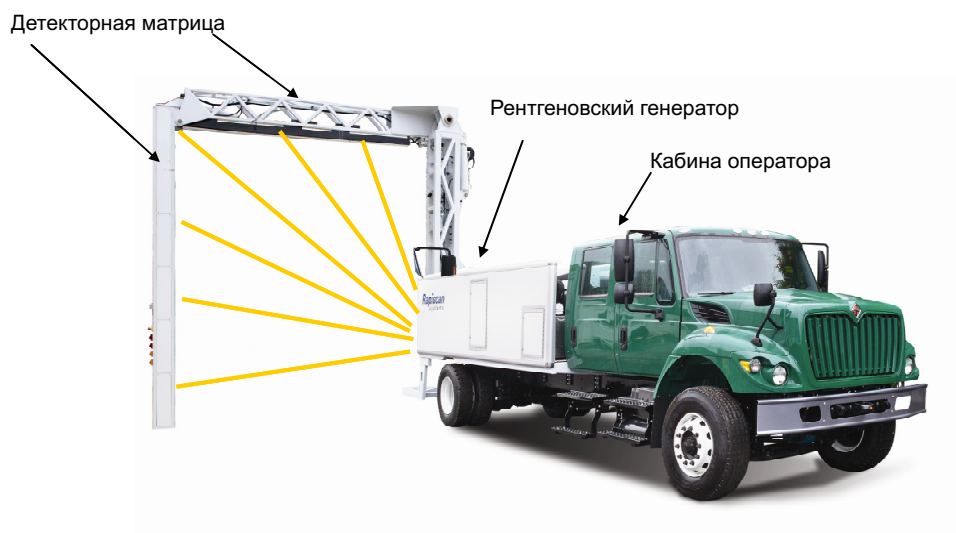 Детекторная матрица
Рентгеновский генератор
Кабина оператора
Rapiscan